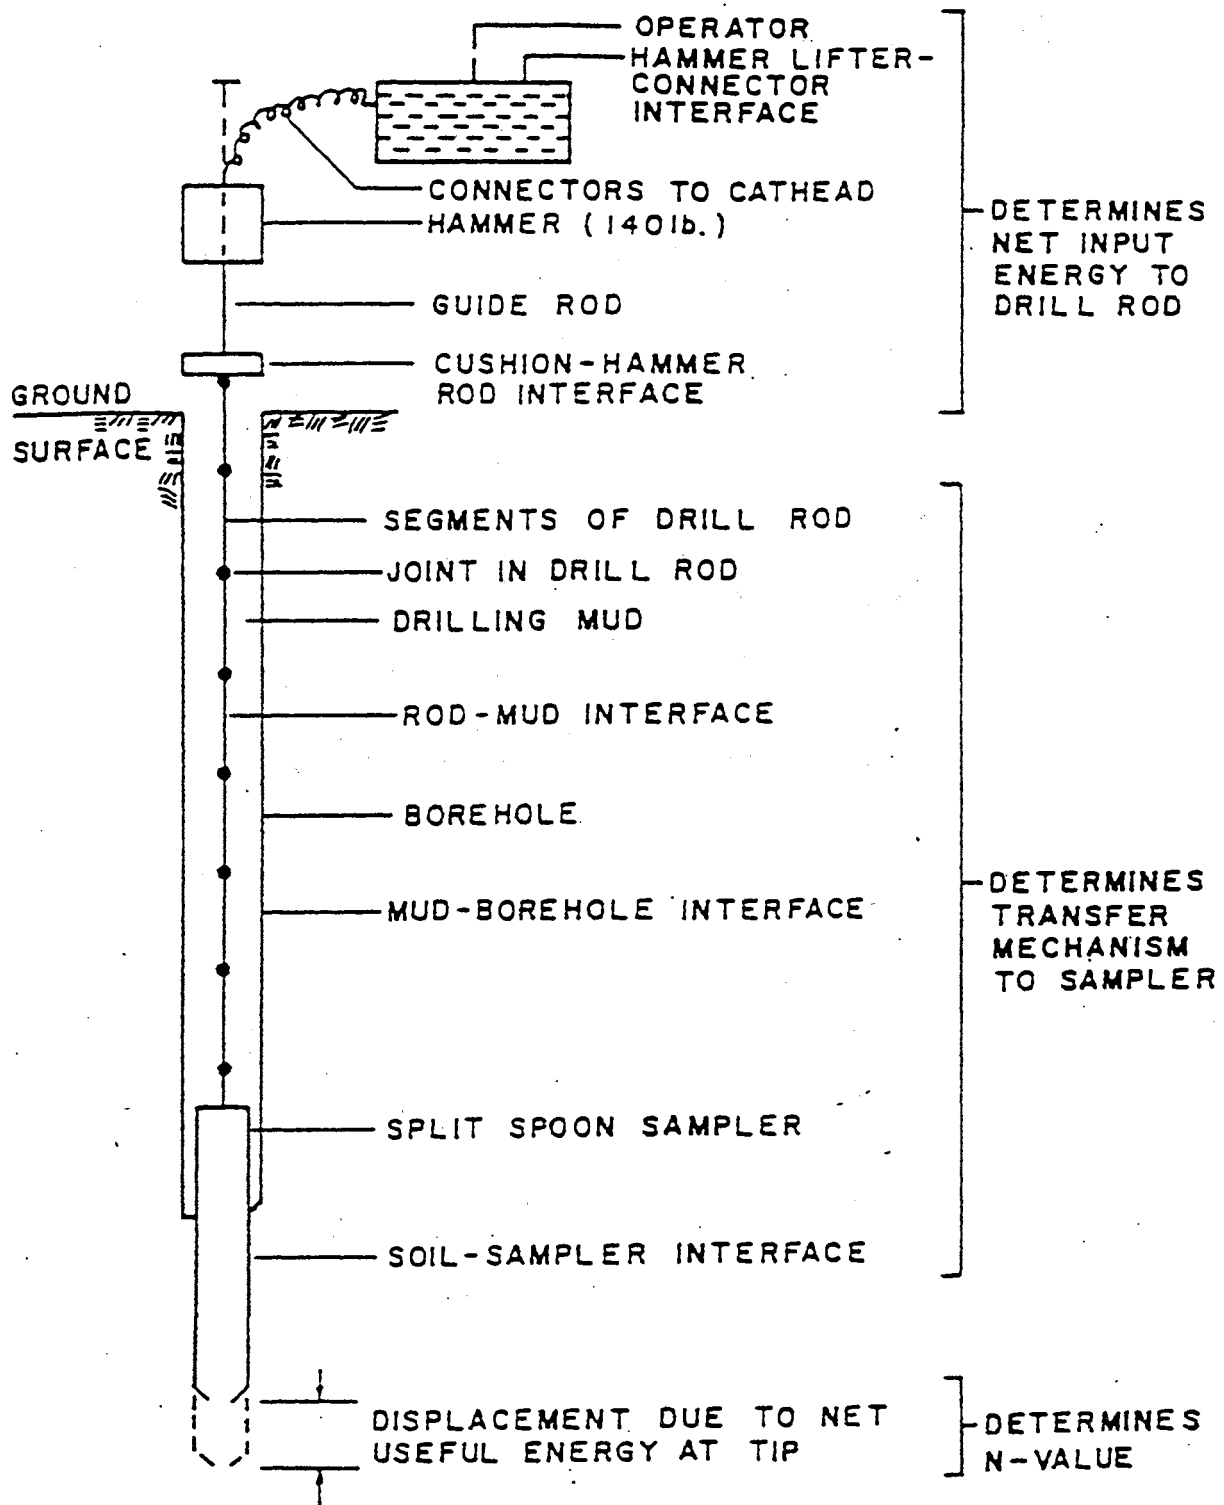 OPERATOR
HAMMER LIFTER-
CONNECTOR
INTERFACE
CONNECTORS TO CATHEAD
HAMMER (140lb.)
GUIDE ROD
CUSHION-HAMMER
ROD INTERFACE
DETERMINES
NET INPUT
ENERGY TO
DRILL ROD
GROUND
SURFACE
SEGMENTS OF DRILL ROD
JOINT IN DRILL ROD
DRILLING MUD
ROD-MUD INTERFACE
BOREHOLE
MUD-BOREHOLE INTERFACE
SPLIT SPOON SAMPLER
SOIL-SAMPLER INTERFACE
DETERMINES
TRANSFER
MECHANISM
TO SAMPLER
DISPLACEMENT DUE TO NET
USEFUL ENERGY AT TIP
DETERMINES
N-VALUE